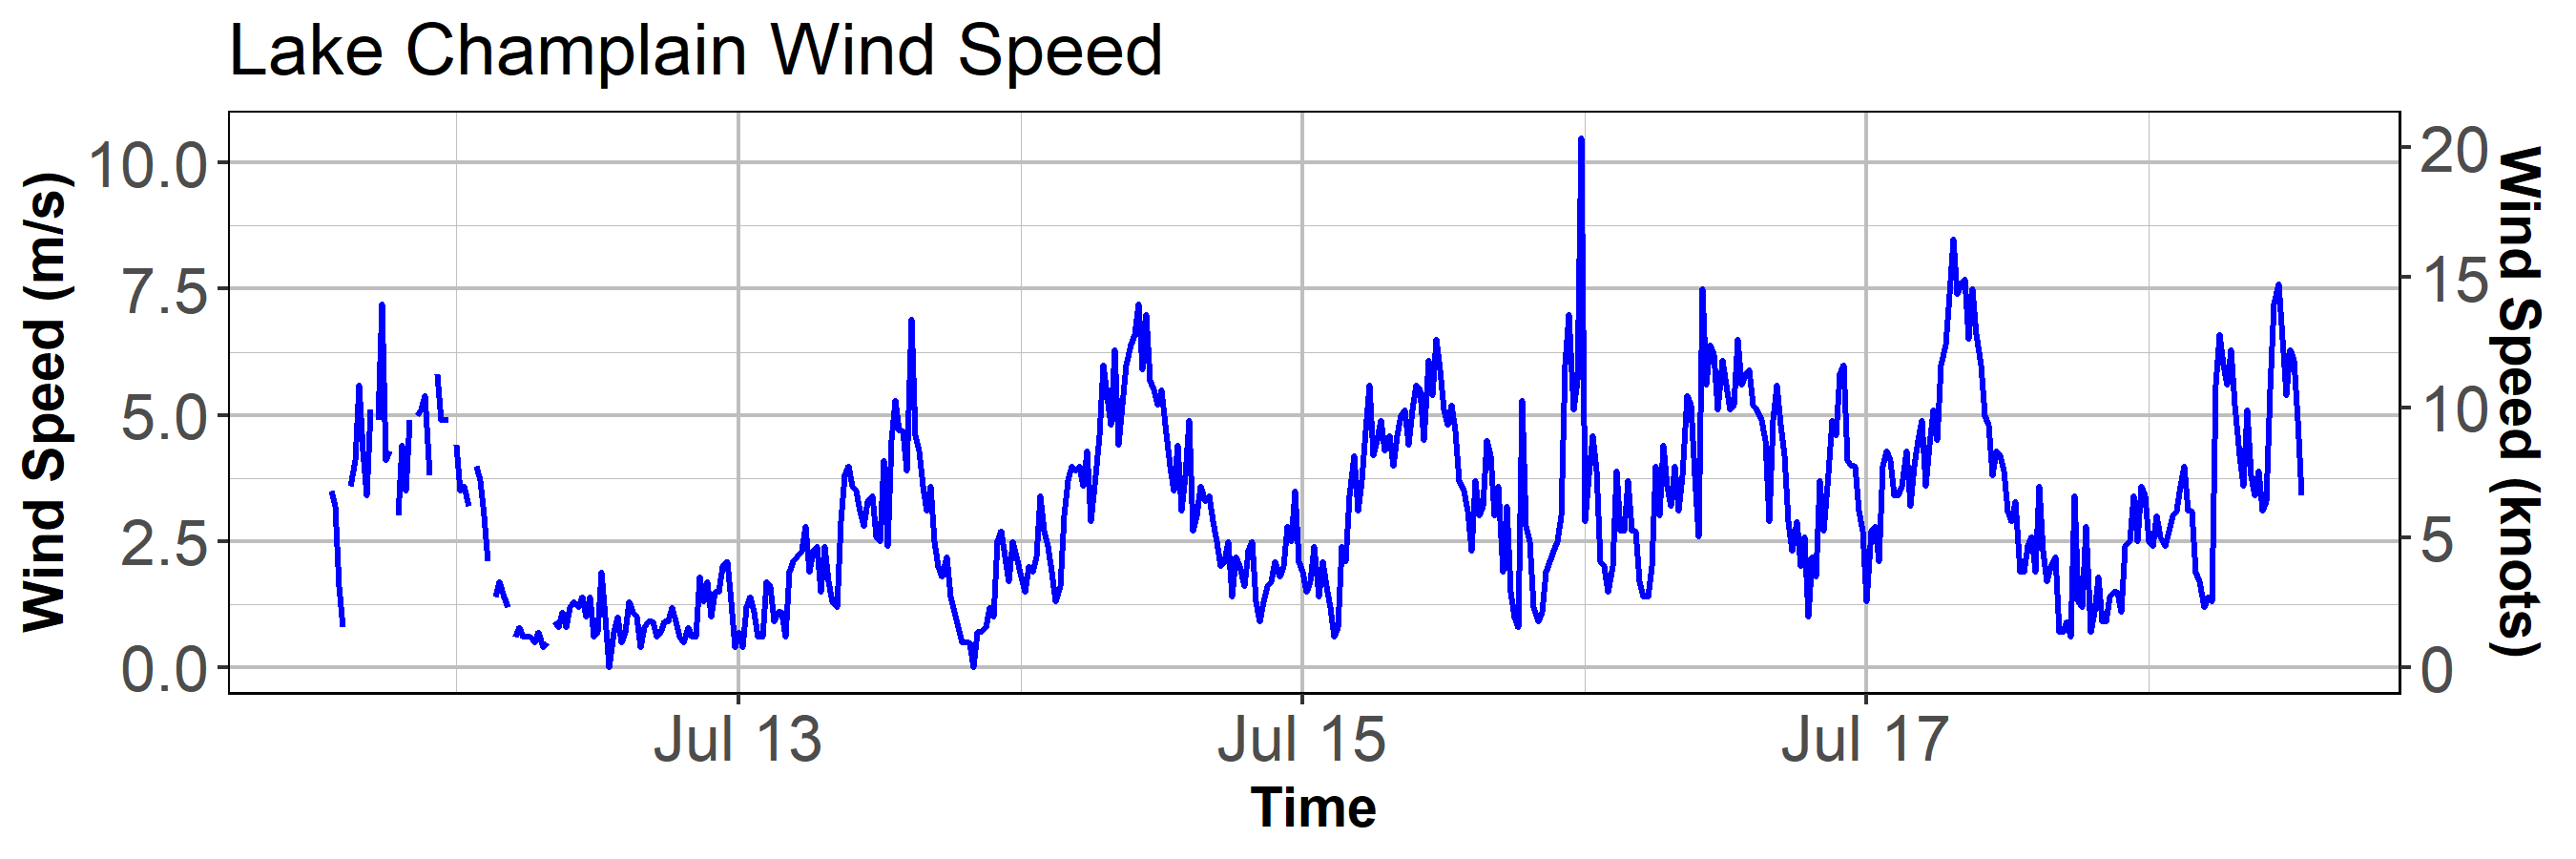 Lake Champlain Wind Speed
Wind Speed (m/s)
10.0
7.5
5.0
2.5
0.0
20
15
10
5
0
Wind Speed (knots)
Jul 13
Jul 15
Jul 17
Time